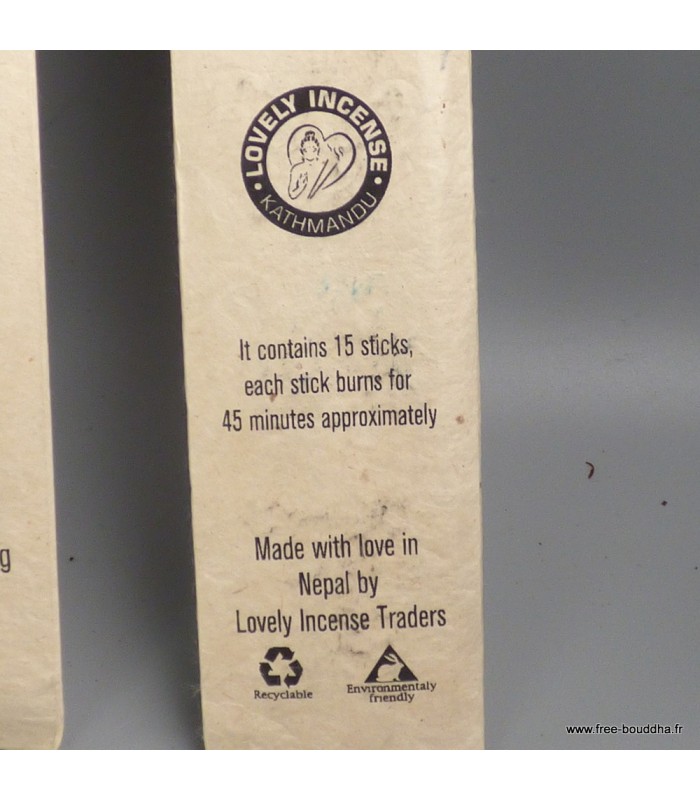 LOVELY INCENSE
KATHMANDU
It contains 15 sticks,
each stick burns for
45 minutes approximately
g
Made with love in
Nepal by
Lovely Incense Traders
Recyclable
Environmentaly
friendly
www.free-bouddha.fr